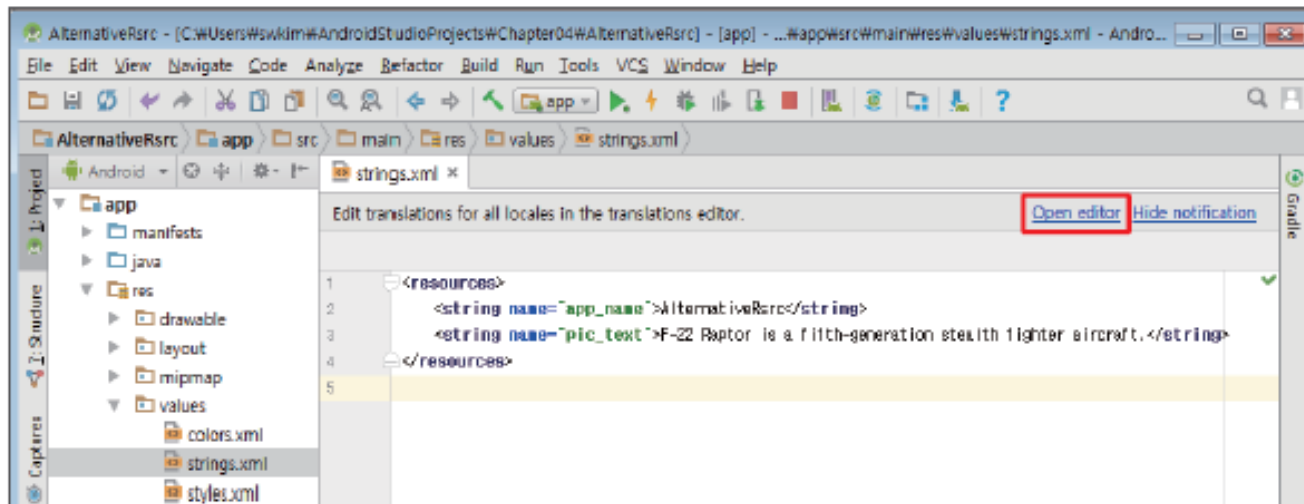 AlternativeRsrc - [C:₩Users₩swkim₩AndroidStudioProjects₩Chapter04₩AlternativeRsrc] - [app] - ...₩app₩src₩main₩res₩values₩strings.xml - Andro...
File Edit View Navigate Code Analyze Refactor Build Run Tools VCS Window Help
app
AlternativeRsrc app src main res values strings.xml
1: Project
Android
strings.xml
Gradle
app
Edit translations for all locales in the translations editor. Open editor Hide notification
manifests
java
res
1 <resources>
2 <string name="app_name">AlternativeRsrc</string>
3 <string name="pic_text">F-22 Raptor is a fifth-generation stealth fighter aircraft.</string>
4 </resources>
5
7: Structure
drawable
layout
mipmap
values
Captures
colors.xml
strings.xml
styles.xml